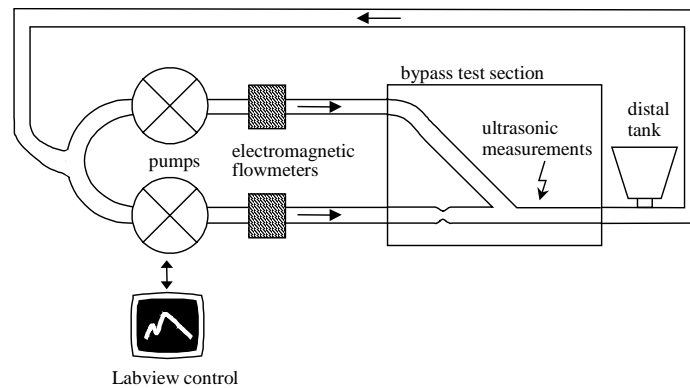 bypass test section
distal
tank
ultrasonic
measurements
pumps
electromagnetic
flowmeters
Labview control